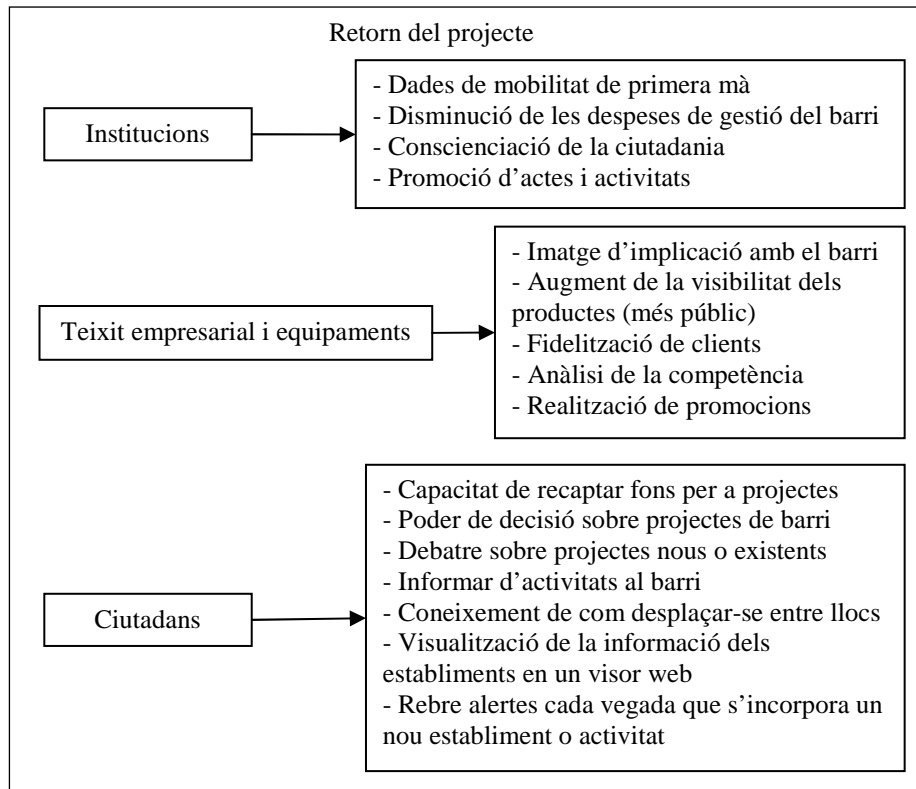 Retorn del projecte
Institucions
- Dades de mobilitat de primera mà
- Disminució de les despeses de gestió del barri
- Conscienciació de la ciutadania
- Promoció d’actes i activitats
Teixit empresarial i equipaments
- Imatge d’implicació amb el barri
- Augment de la visibilitat dels
productes (més públic)
- Fidelització de clients
- Anàlisi de la competència
- Realització de promocions
Ciutadans
- Capacitat de recaptar fons per a projectes
- Poder de decisió sobre projectes de barri
- Debatre sobre projectes nous o existents
- Informar d’activitats al barri
- Coneixement de com desplaçar-se entre llocs
- Visualització de la informació dels
establiments en un visor web
- Rebre alertes cada vegada que s’incorpora un
nou establiment o activitat